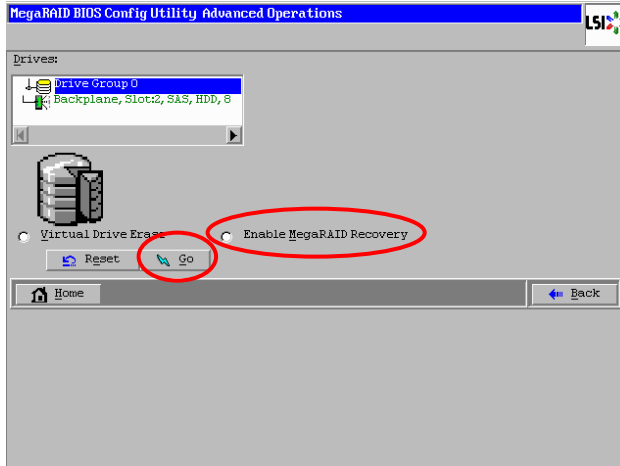 MegaRAID BIOS Config Utility Advanced Operations
LSI
Drives:
Drive Group 0
Backplane, Slot:2, SAS, HDD, 8
Virtual Drive Erase
Enable MegaRAID Recovery
Reset
Go
Home
Back